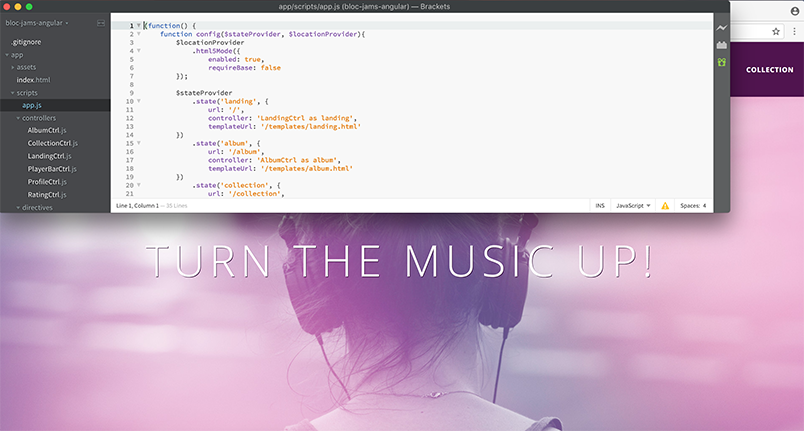 app/scripts/app.js (bloc-jams-angular) — Brackets
bloc-jams-angular
.gitignore
app
assets
index.html
scripts
app.js
controllers
AlbumCtrl.js
CollectionCtrl.js
LandingCtrl.js
PlayerBarCtrl.js
ProfileCtrl.js
RatingCtrl.js
directives
1 (function() {
2 function config($stateProvider, $locationProvider){
3 $locationProvider
4 .html5Mode({
5 enabled: true,
6 requireBase: false
7 });
8
9 $stateProvider
10 .state('landing', {
11 url: '/',
12 controller: 'LandingCtrl as landing',
13 templateUrl: '/templates/landing.html'
14 })
15 .state('album', {
16 url: '/album',
17 controller: 'AlbumCtrl as album',
18 templateUrl: '/templates/album.html'
19 })
20 .state('collection', {
21 url: '/collection',
Line 1, Column 1 — 35 Lines
INS JavaScript Spaces: 4
COLLECTION
TURN THE MUSIC UP!